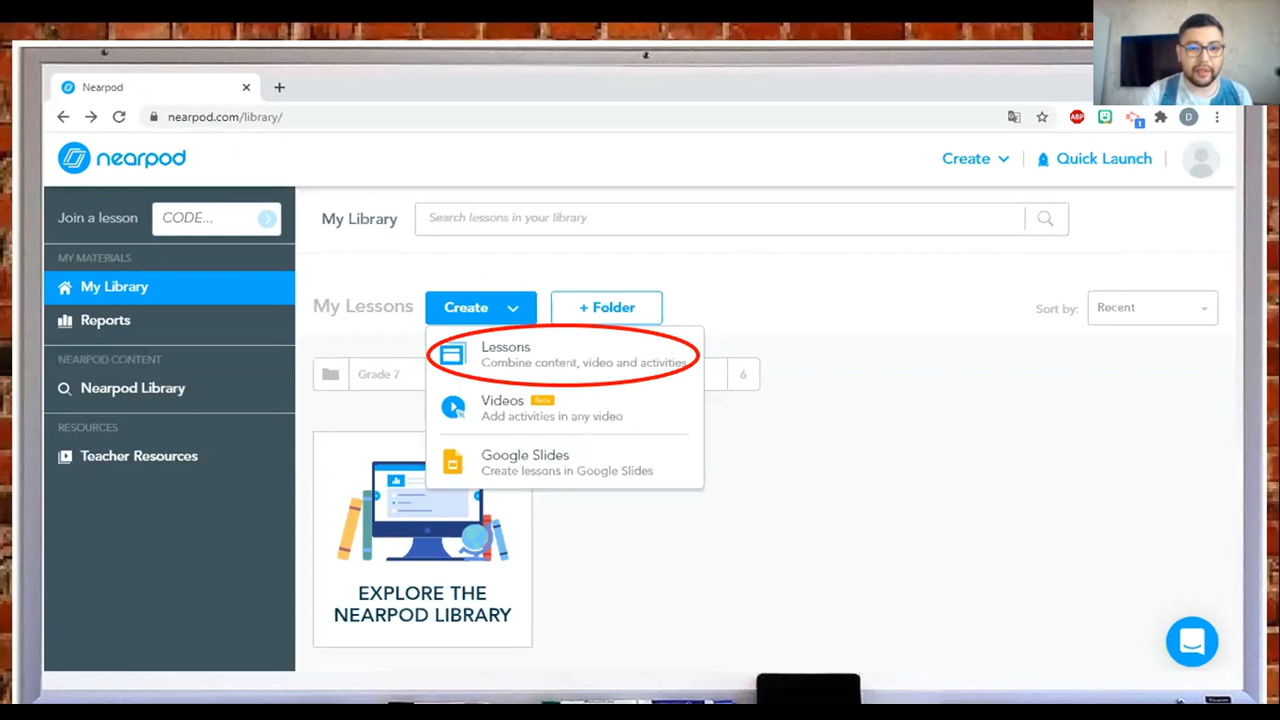 Nearpod
nearpod.com/library/
ABP
1
D
nearpod
Create
Quick Launch
Join a lesson
CODE...
My Library
Search lessons in your library
MY MATERIALS
My Library
Reports
NEARPOD CONTENT
Nearpod Library
RESOURCES
Teacher Resources
My Lessons
Create
+ Folder
Sort by:
Recent
Grade 7
6
Lessons
Combine content, video and activities
Videos Beta
Add activities in any video
Google Slides
Create lessons in Google Slides
EXPLORE THE
NEARPOD LIBRARY